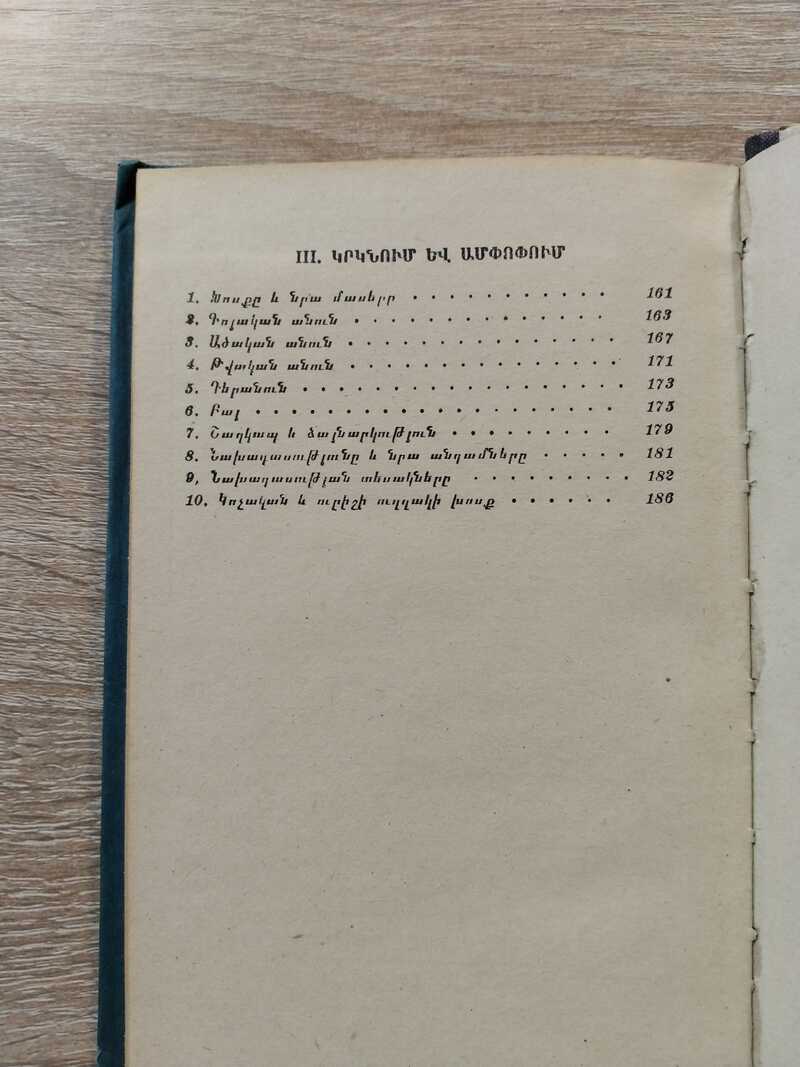 III. ԿՐԿՆՈՒՄ ԵՎ ԱՄՓՈՓՈՒՄ
1. Խոսքը և նրա մասերը . . . . . . . . . . 161
2. Գոյական անուն . . . . . . . . . . . . 163
3. Ածական անուն . . . . . . . . . . . . 167
4. Թվական անուն . . . . . . . . . . . . 171
5. Դերանուն . . . . . . . . . . . . . . 173
6. Բայ . . . . . . . . . . . . . . . . 175
7. Շաղկապ և ձայնարկություն . . . . . . . 179
8. Նախադասությունը և նրա անդամները . . . . . 181
9, Նախադասության տեսակները . . . . . . . . 182
10. Կոչական և ուրիշի ուղղակի խոսք . . . . . . 186